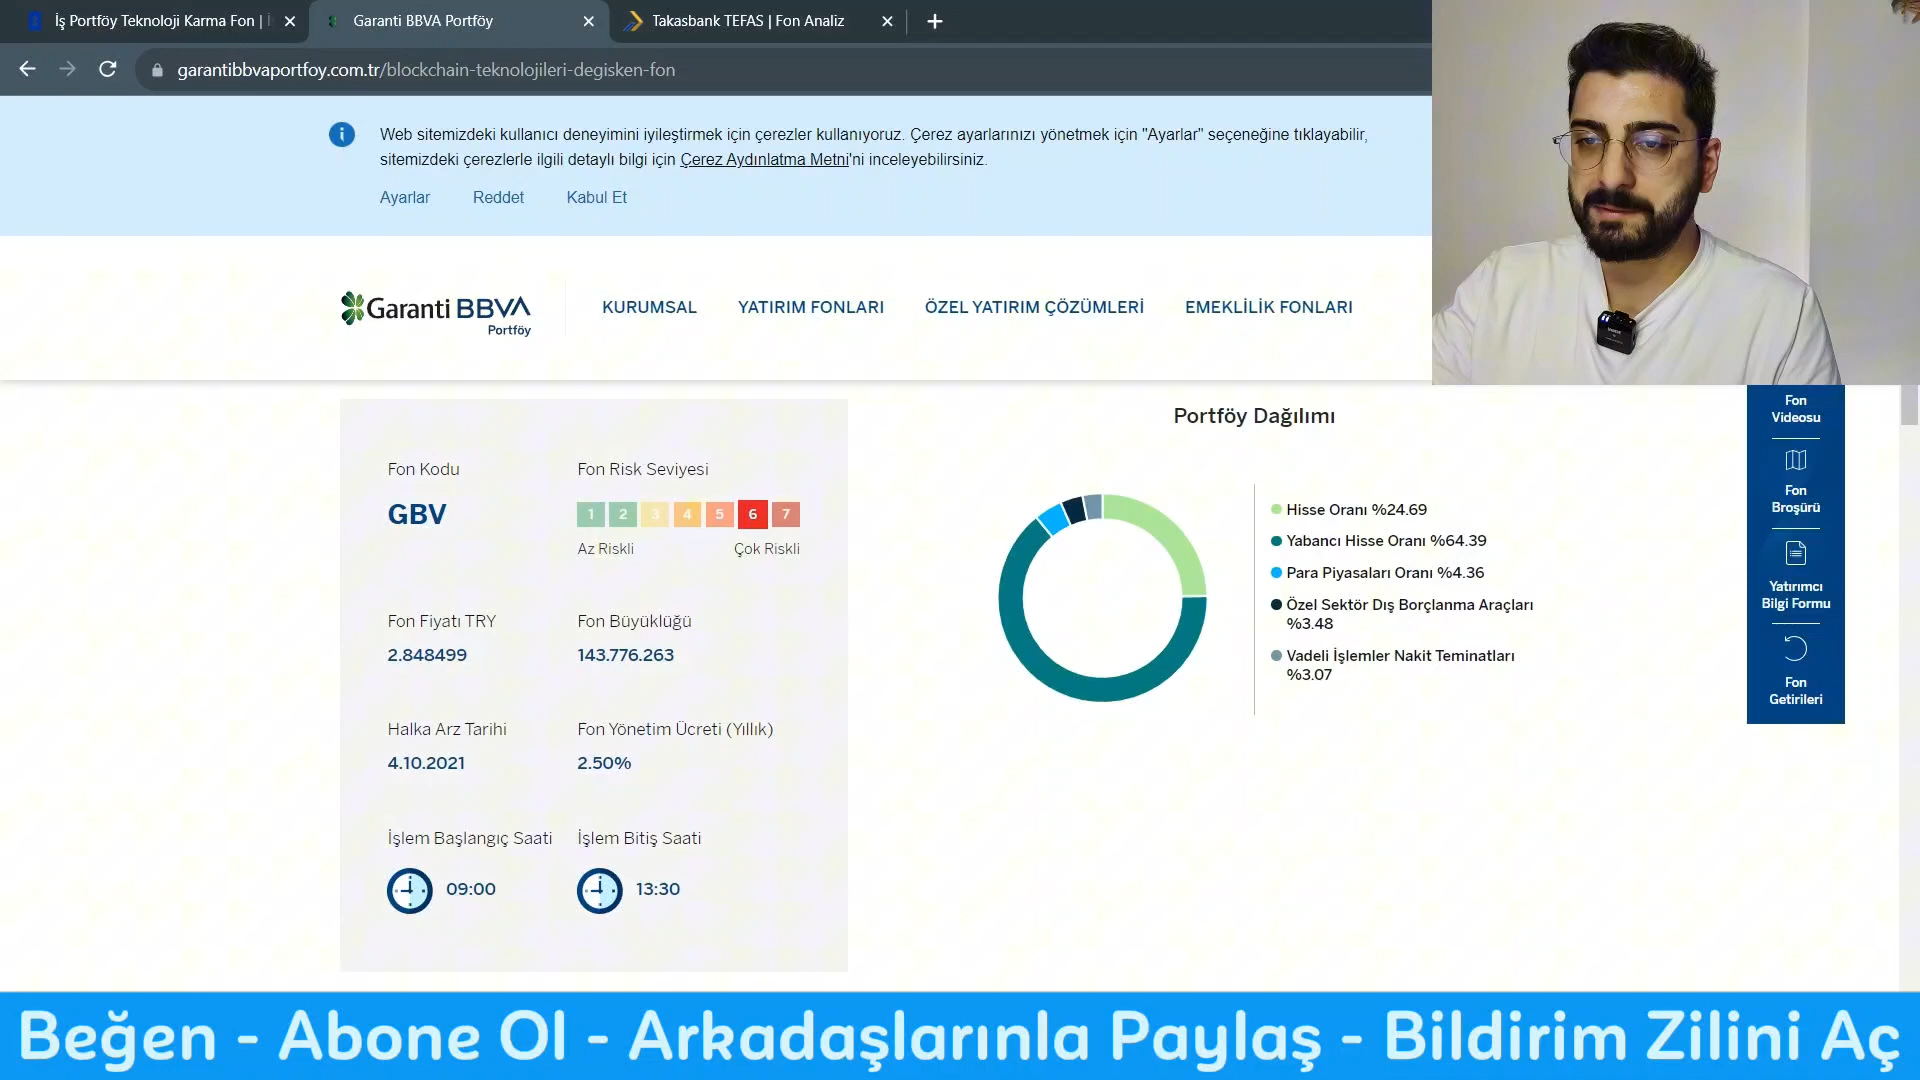 İş Portföy Teknoloji Karma Fon |
Garanti BBVA Portföy
Takasbank TEFAS | Fon Analiz
garantibbvaportfoy.com.tr/blockchain-teknolojileri-degisken-fon
Web sitemizdeki kullanıcı deneyimini iyileştirmek için çerezler kullanıyoruz. Çerez ayarlarınızı yönetmek için "Ayarlar" seçeneğine tıklayabilir,
sitemizdeki çerezlerle ilgili detaylı bilgi için Çerez Aydınlatma Metni'ni inceleyebilirsiniz.
Ayarlar Reddet Kabul Et
Garanti BBVA
Portföy
KURUMSAL YATIRIM FONLARI ÖZEL YATIRIM ÇÖZÜMLERİ EMEKLİLİK FONLARI
Fon Kodu
GBV
Fon Risk Seviyesi
1 2 3 4 5 6 7
Az Riskli Çok Riskli
Fon Fiyatı TRY
2.848499
Fon Büyüklüğü
143.776.263
Halka Arz Tarihi
4.10.2021
Fon Yönetim Ücreti (Yıllık)
2.50%
İşlem Başlangıç Saati
09:00
İşlem Bitiş Saati
13:30
Portföy Dağılımı
Hisse Oranı %24.69
Yabancı Hisse Oranı %64.39
Para Piyasaları Oranı %4.36
Özel Sektör Dış Borçlanma Araçları
%3.48
Vadeli İşlemler Nakit Teminatları
%3.07
Fon
Videosu
Fon
Broşürü
Yatırımcı
Bilgi Formu
Fon
Getirileri
Beğen - Abone Ol - Arkadaşlarınla Paylaş - Bildirim Zilini Aç